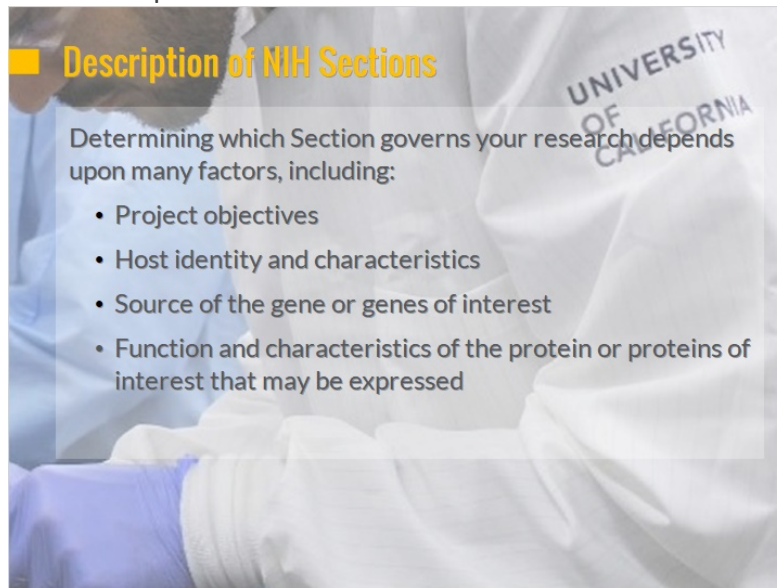 Description of NIH Sections
UNIVERSITY
OF
CALIFORNIA
Determining which Section governs your research depends
upon many factors, including:
• Project objectives
• Host identity and characteristics
• Source of the gene or genes of interest
• Function and characteristics of the protein or proteins of
interest that may be expressed